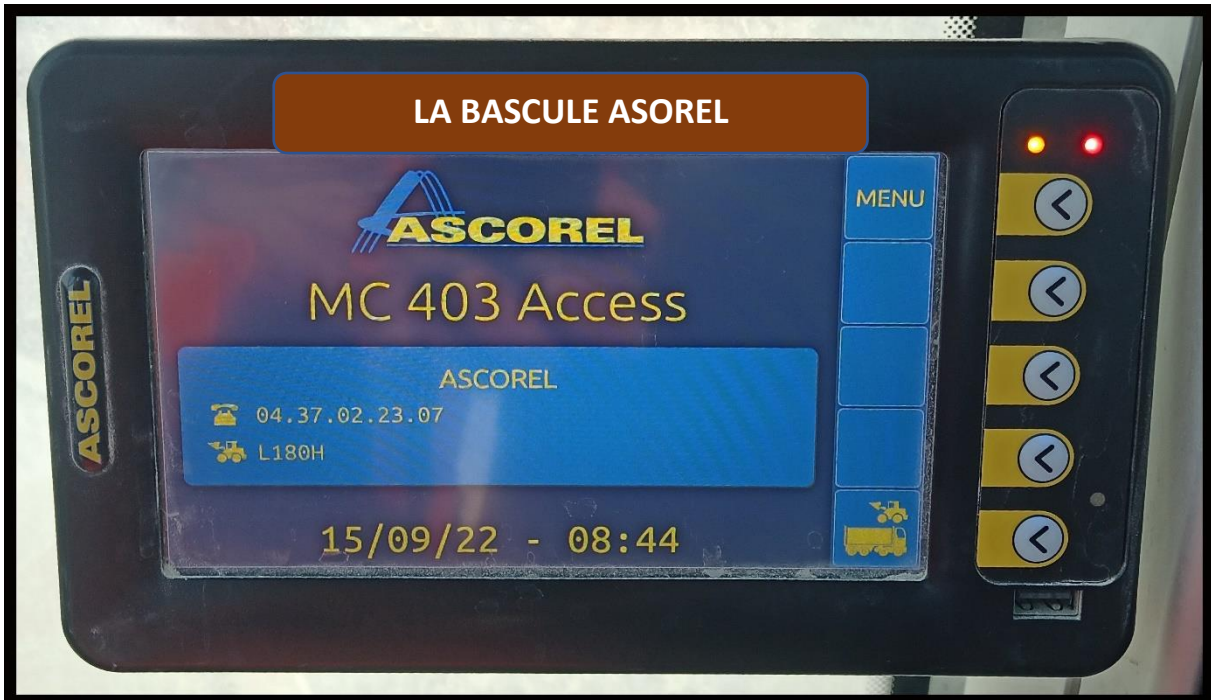 LA BASCULE ASOREL
ASCOREL
MENU
MC 403 Access
ASCOREL
ASCOREL
04.37.02.23.07
L180H
15/09/22 - 08:44